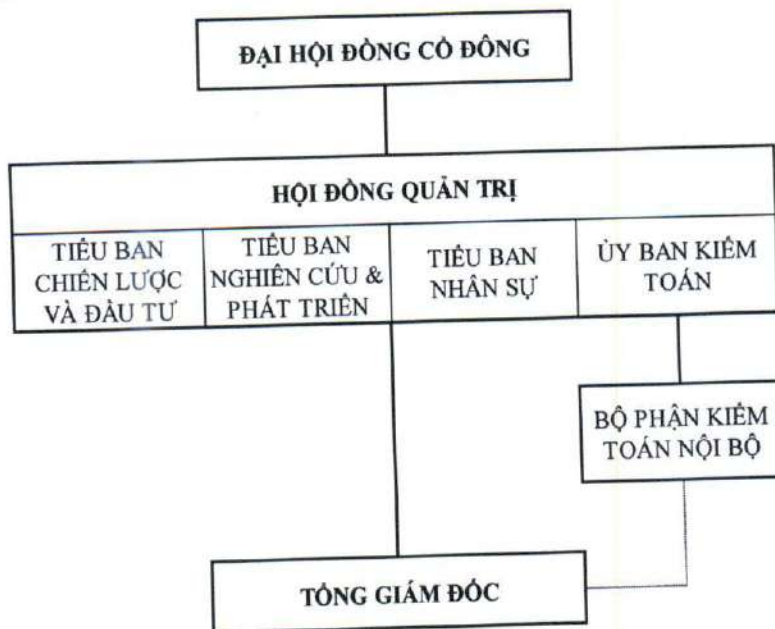 ĐẠI HỘI ĐỒNG CỔ ĐÔNG
HỘI ĐỒNG QUẢN TRỊ
TIỂU BAN
CHIẾN LƯỢC
VÀ ĐẦU TƯ
TIỂU BAN
NGHIÊN CỨU &
PHÁT TRIỂN
TIỂU BAN
NHÂN SỰ
ỦY BAN KIỂM
TOÁN
BỘ PHẬN KIỂM
TOÁN NỘI BỘ
TỔNG GIÁM ĐỐC